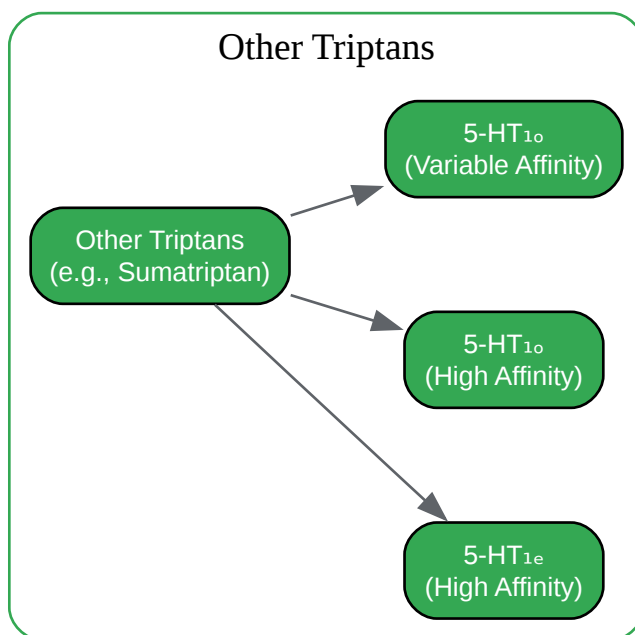 Other Triptans
5-HT₁ₒ
(Variable Affinity)
Other Triptans
(e.g., Sumatriptan)
5-HT₁ₒ
(High Affinity)
5-HT₁ₑ
(High Affinity)